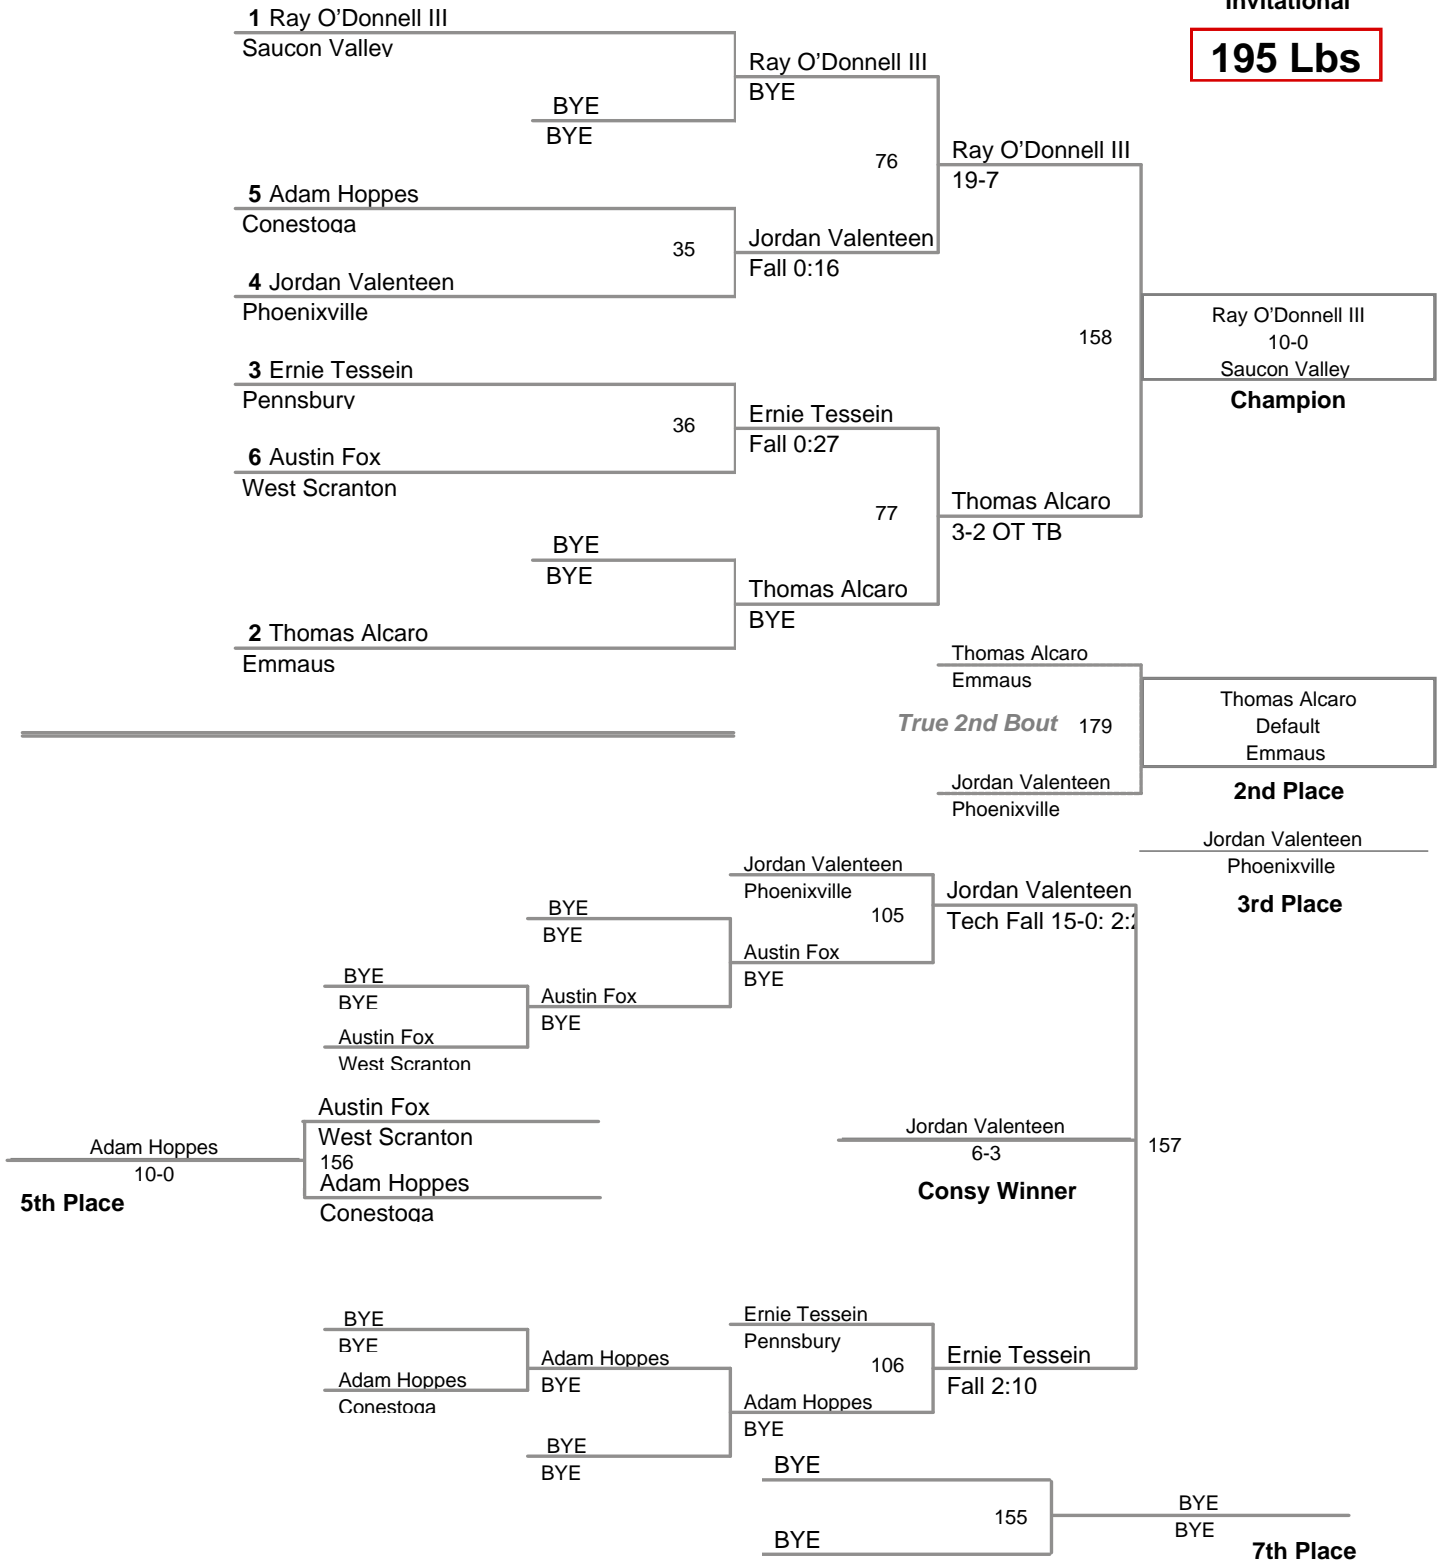 Invitational
195 Lbs
1 Ray O'Donnell III
Saucon Valley
BYE
BYE
Ray O'Donnell III
BYE
76
5 Adam Hoppes
Conestoga
35
4 Jordan Valenteen
Phoenixville
Jordan Valenteen
Fall 0:16
Ray O'Donnell III
19-7
158
Ray O'Donnell III
10-0
Saucon Valley
Champion
3 Ernie Tessein
Pennsbury
36
6 Austin Fox
West Scranton
Ernie Tessein
Fall 0:27
77
BYE
BYE
Thomas Alcaro
BYE
2 Thomas Alcaro
Emmaus
Thomas Alcaro
3-2 OT TB
Thomas Alcaro
Emmaus
True 2nd Bout 179
Jordan Valenteen
Phoenixville
Thomas Alcaro
Default
Emmaus
2nd Place
Jordan Valenteen
Phoenixville
3rd Place
Jordan Valenteen
Phoenixville
105
Jordan Valenteen
Tech Fall 15-0: 2:2
BYE
BYE
Austin Fox
BYE
BYE
BYE
Austin Fox
BYE
Austin Fox
West Scranton
Austin Fox
West Scranton
156
Adam Hoppes
Conestoga
Adam Hoppes
10-0
5th Place
Jordan Valenteen
6-3
Consy Winner
157
BYE
BYE
Adam Hoppes
Conestoga
Adam Hoppes
BYE
BYE
BYE
Ernie Tessein
Pennsbury
106
Adam Hoppes
BYE
Ernie Tessein
Fall 2:10
BYE
155
BYE
BYE
BYE
7th Place